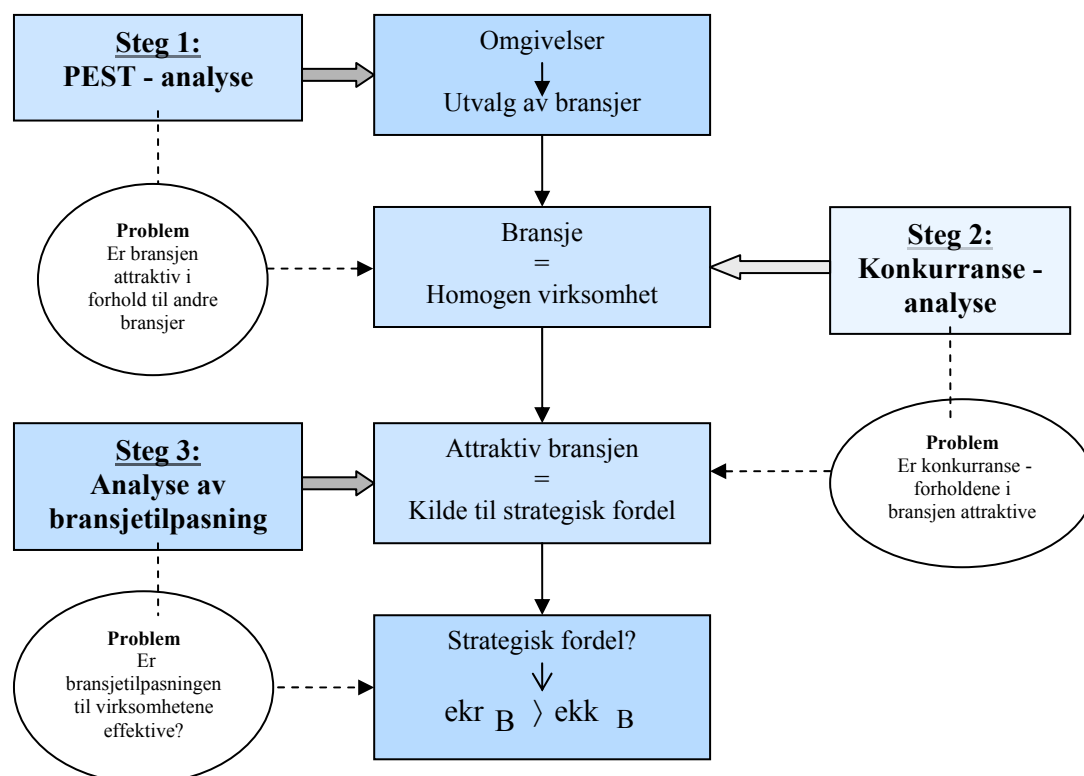 Steg 1:
PEST - analyse
Omgivelser
Utvalg av bransjer
Problem
Er bransjen
attraktiv i
forhold til andre
bransjer
Bransje
=
Homogen virksomhet
Steg 2:
Konkurranse -
analyse
Steg 3:
Analyse av
bransjetilpasning
Attraktiv bransjen
=
Kilde til strategisk fordel
Problem
Er konkurranse -
forholdene i
bransjen attraktive
Problem
Er
bransjetilpasningen
til virksomhetene
effektive?
Strategisk fordel?
ekr B 〉 ekk B